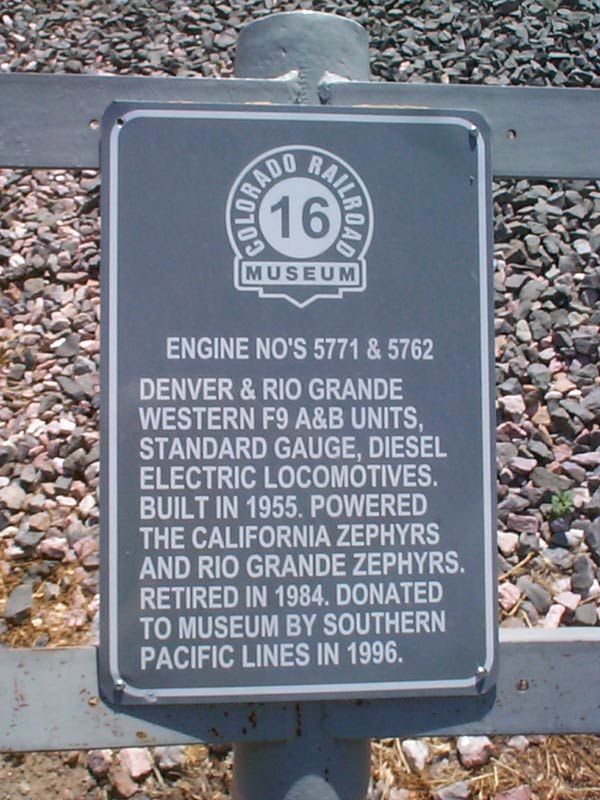 COLORADO RAILROAD
16
MUSEUM
ENGINE NO'S 5771 & 5762
DENVER & RIO GRANDE
WESTERN F9 A&B UNITS,
STANDARD GAUGE, DIESEL
ELECTRIC LOCOMOTIVES.
BUILT IN 1955. POWERED
THE CALIFORNIA ZEPHYRS
AND RIO GRANDE ZEPHYRS.
RETIRED IN 1984. DONATED
TO MUSEUM BY SOUTHERN
PACIFIC LINES IN 1996.